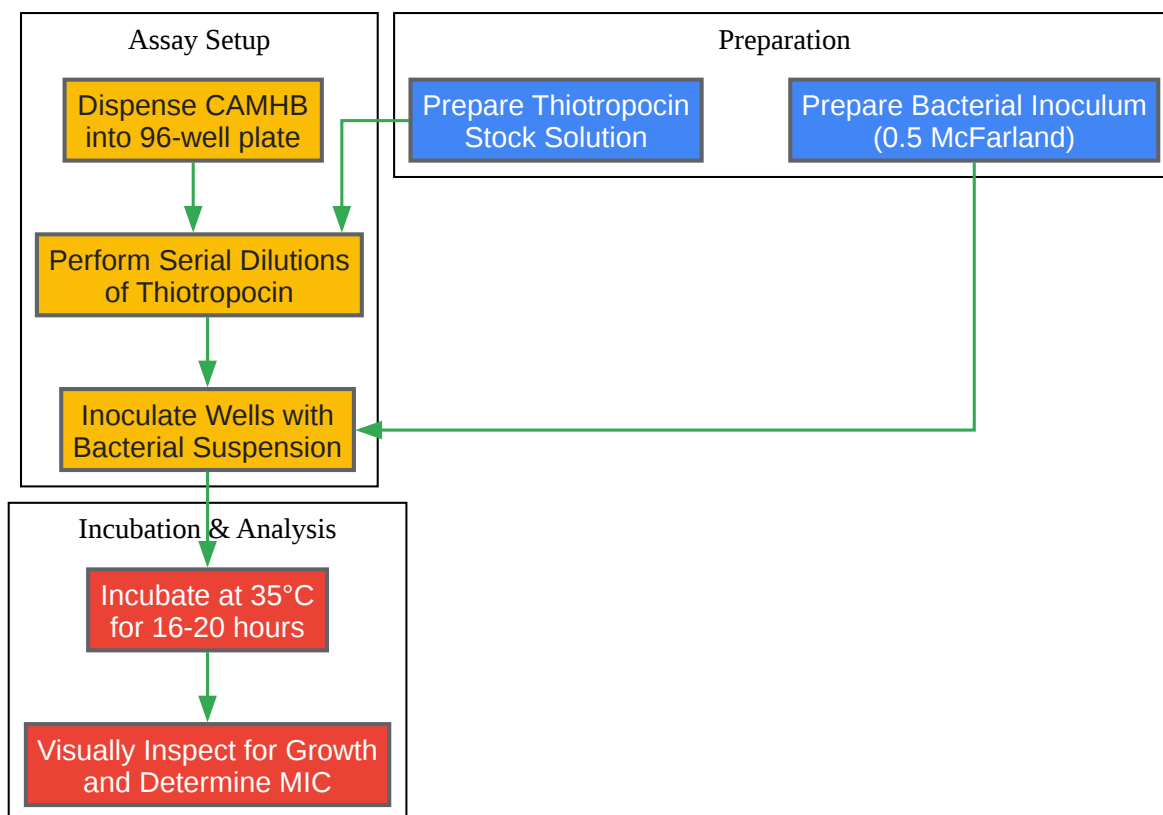 Assay Setup
Preparation
Dispense CAMHB
into 96-well plate
Prepare Thiotropocin
Stock Solution
Prepare Bacterial Inoculum
(0.5 McFarland)
Perform Serial Dilutions
of Thiotropocin
Inoculate Wells with
Bacterial Suspension
Incubation & Analysis
Incubate at 35°C
for 16-20 hours
Visually Inspect for Growth
and Determine MIC